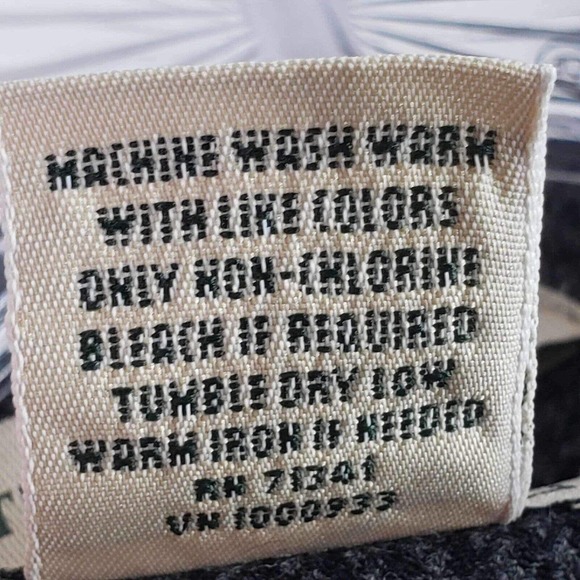 MACHINE WASH WARM
WITH LIKE COLORS
ONLY NON-CHLORINE
BLEACH IF REQUIRED
TUMBLE DRY LOW
WARM IRON IF NEEDED
RN 71341
VN 1000933